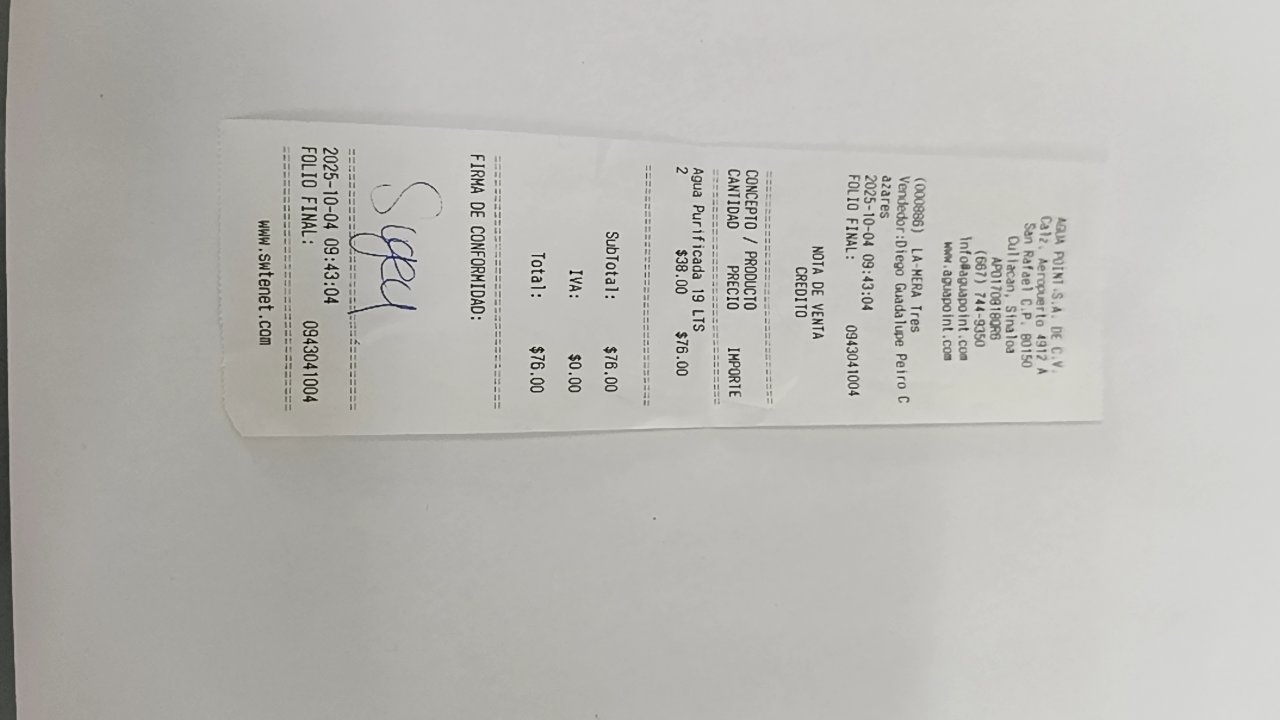 AGUA POINT.S.A. DE C.V.
Calz. Aeropuerto 4912 A
San Rafael C.P. 80150
Culiacan, Sinaloa
APO170818QR6
(667) 744-9350
info@aguapoint.com
www.aguapoint.com
(000886) LA-MERA Tres
Vendedor:Diego Guadalupe Peiro C
azares
2025-10-04 09:43:04
FOLIO FINAL: 0943041004
NOTA DE VENTA
CREDITO
CONCEPTO / PRODUCTO
CANTIDAD PRECIO IMPORTE
Agua Purificada 19 LTS
2 $38.00 $76.00
SubTotal: $76.00
IVA: $0.00
Total: $76.00
FIRMA DE CONFORMIDAD:
2025-10-04 09:43:04
FOLIO FINAL: 0943041004
www.swtenet.com